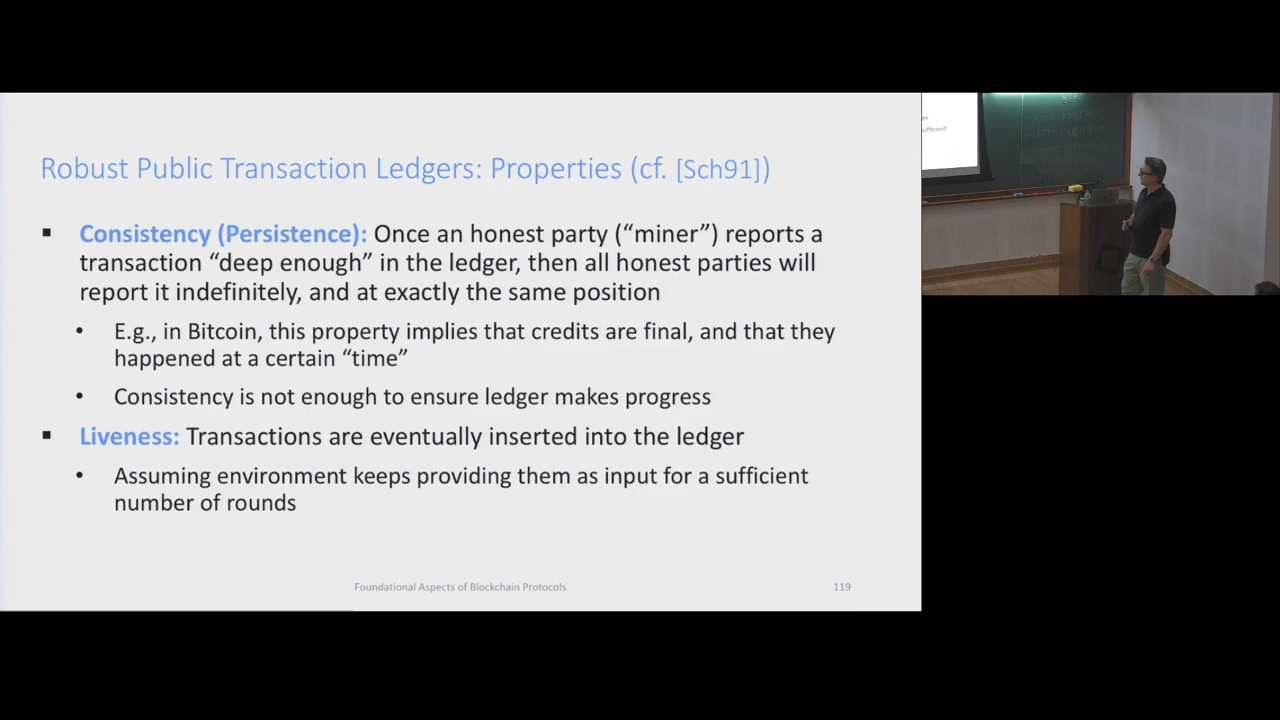 Robust Public Transaction Ledgers: Properties (cf. [Sch91])
▪ Consistency (Persistence): Once an honest party (“miner”) reports a
transaction “deep enough” in the ledger, then all honest parties will
report it indefinitely, and at exactly the same position
• E.g., in Bitcoin, this property implies that credits are final, and that they
happened at a certain “time”
• Consistency is not enough to ensure ledger makes progress
▪ Liveness: Transactions are eventually inserted into the ledger
• Assuming environment keeps providing them as input for a sufficient
number of rounds
Foundational Aspects of Blockchain Protocols
119
er
sufficient